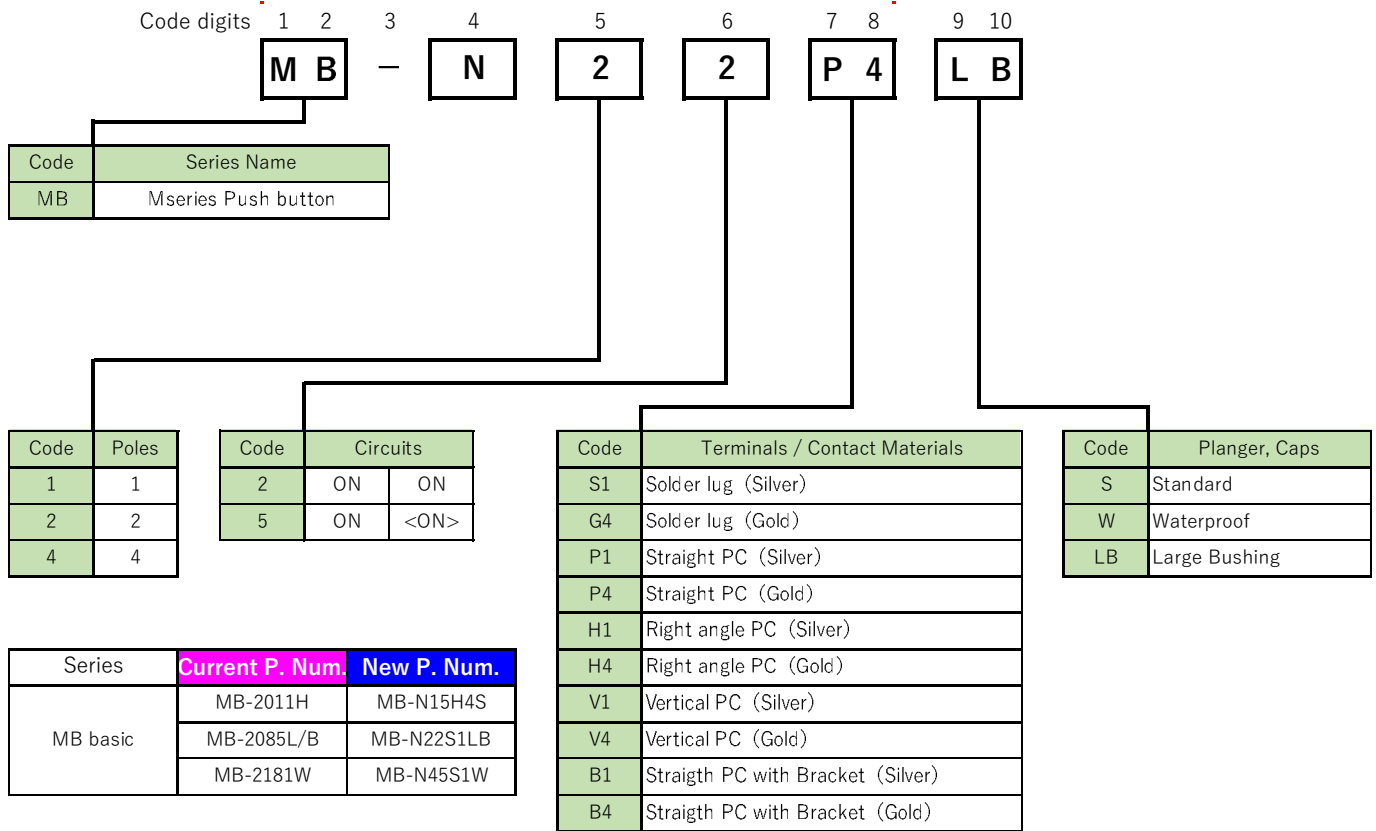 Code digits 1 2 3 4 5 6 7 8 9 10
MB － N 2 2 P4 LB
Code Series Name
MB Mseries Push button
Code Poles
1 1
2 2
4 4
Code Circuits
2 ON ON
5 ON <ON>
Code Terminals / Contact Materials
S1 Solder lug（Silver）
G4 Solder lug（Gold）
P1 Straight PC（Silver）
P4 Straight PC（Gold）
H1 Right angle PC（Silver）
H4 Right angle PC（Gold）
V1 Vertical PC（Silver）
V4 Vertical PC（Gold）
B1 Straigth PC with Bracket（Silver）
B4 Straigth PC with Bracket（Gold）
Code Planger, Caps
S Standard
W Waterproof
LB Large Bushing
Series Current P. Num. New P. Num.
MB basic
MB-2011H MB-N15H4S
MB-2085L/B MB-N22S1LB
MB-2181W MB-N45S1W